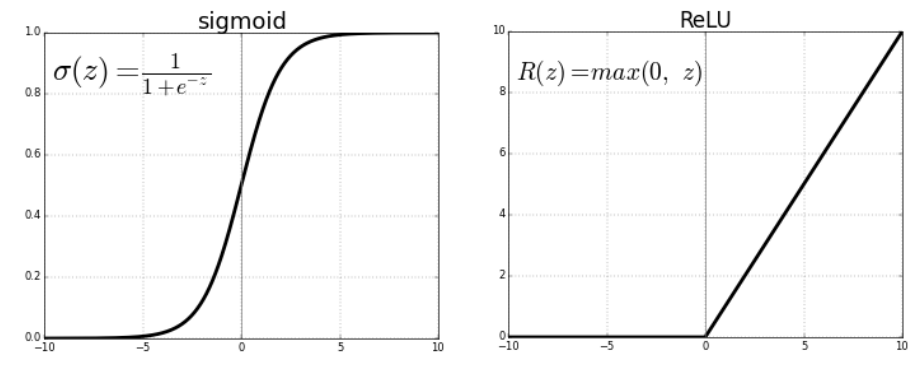 sigmoid
σ(z) = 1/(1+e^{-z})
1.0
0.8
0.6
0.4
0.2
0.0
−10 −5 0 5 10
ReLU
R(z) = max(0, z)
10
8
6
4
2
0
−10 −5 0 5 10